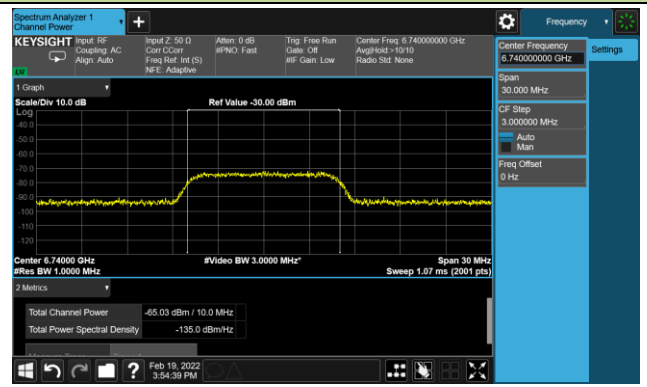 Spectrum Analyzer 1
Channel Power
Frequency
KEYSIGHT
Input: RF
Coupling: AC
Align: Auto
Input Z: 50 Ω
Corr CCorr
Freq Ref: Int (S)
NFE: Adaptive
Atten: 0 dB
#PNO: Fast
Trig: Free Run
Gate: Off
#IF Gain: Low
Center Freq: 6.740000000 GHz
Avg|Hold:>10/10
Radio Std: None
1 Graph
Scale/Div 10.0 dB
Ref Value -30.00 dBm
Log
-40.0
-50.0
-60.0
-70.0
-80.0
-90.0
-100
-110
-120
Center 6.74000 GHz
#Video BW 3.0000 MHz*
Span 30 MHz
#Res BW 1.0000 MHz
Sweep 1.07 ms (2001 pts)
2 Metrics
Total Channel Power
-65.03 dBm / 10.0 MHz
Total Power Spectral Density
-135.0 dBm/Hz
?
Feb 19, 2022
3:54:39 PM
Center Frequency
6.740000000 GHz
Settings
Span
30.000 MHz
CF Step
3.000000 MHz
Auto
Man
Freq Offset
0 Hz